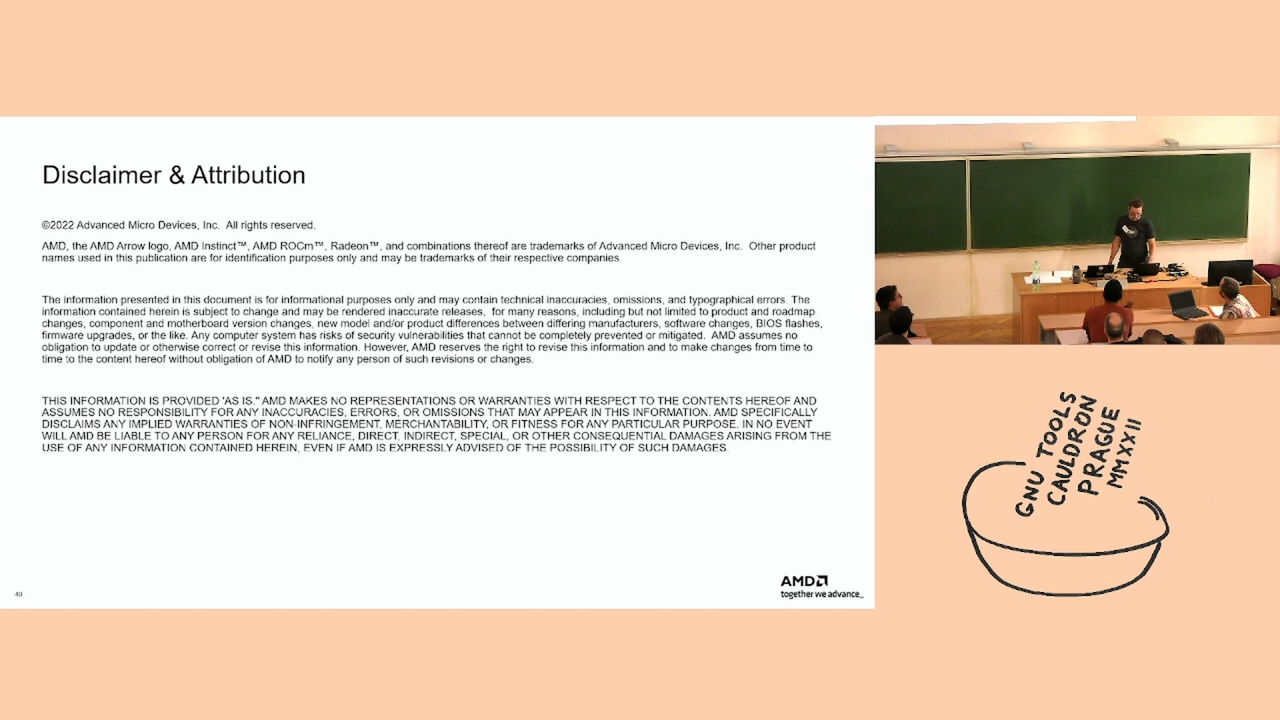 Disclaimer & Attribution
©2022 Advanced Micro Devices, Inc.  All rights reserved.
AMD, the AMD Arrow logo, AMD Instinct™, AMD ROCm™, Radeon™, and combinations thereof are trademarks of Advanced Micro Devices, Inc.  Other product
names used in this publication are for identification purposes only and may be trademarks of their respective companies.
The information presented in this document is for informational purposes only and may contain technical inaccuracies, omissions, and typographical errors. The
information contained herein is subject to change and may be rendered inaccurate releases,  for many reasons, including but not limited to product and roadmap
changes, component and motherboard version changes, new model and/or product differences between differing manufacturers, software changes, BIOS flashes,
firmware upgrades, or the like. Any computer system has risks of security vulnerabilities that cannot be completely prevented or mitigated.  AMD assumes no
obligation to update or otherwise correct or revise this information. However, AMD reserves the right to revise this information and to make changes from time to
time to the content hereof without obligation of AMD to notify any person of such revisions or changes.
THIS INFORMATION IS PROVIDED 'AS IS." AMD MAKES NO REPRESENTATIONS OR WARRANTIES WITH RESPECT TO THE CONTENTS HEREOF AND
ASSUMES NO RESPONSIBILITY FOR ANY INACCURACIES, ERRORS, OR OMISSIONS THAT MAY APPEAR IN THIS INFORMATION. AMD SPECIFICALLY
DISCLAIMS ANY IMPLIED WARRANTIES OF NON-INFRINGEMENT, MERCHANTABILITY, OR FITNESS FOR ANY PARTICULAR PURPOSE. IN NO EVENT
WILL AMD BE LIABLE TO ANY PERSON FOR ANY RELIANCE, DIRECT, INDIRECT, SPECIAL, OR OTHER CONSEQUENTIAL DAMAGES ARISING FROM THE
USE OF ANY INFORMATION CONTAINED HEREIN, EVEN IF AMD IS EXPRESSLY ADVISED OF THE POSSIBILITY OF SUCH DAMAGES.
AMD
together we advance_
GNU TOOLS
CAULDRON
PRAGUE
MMXXII